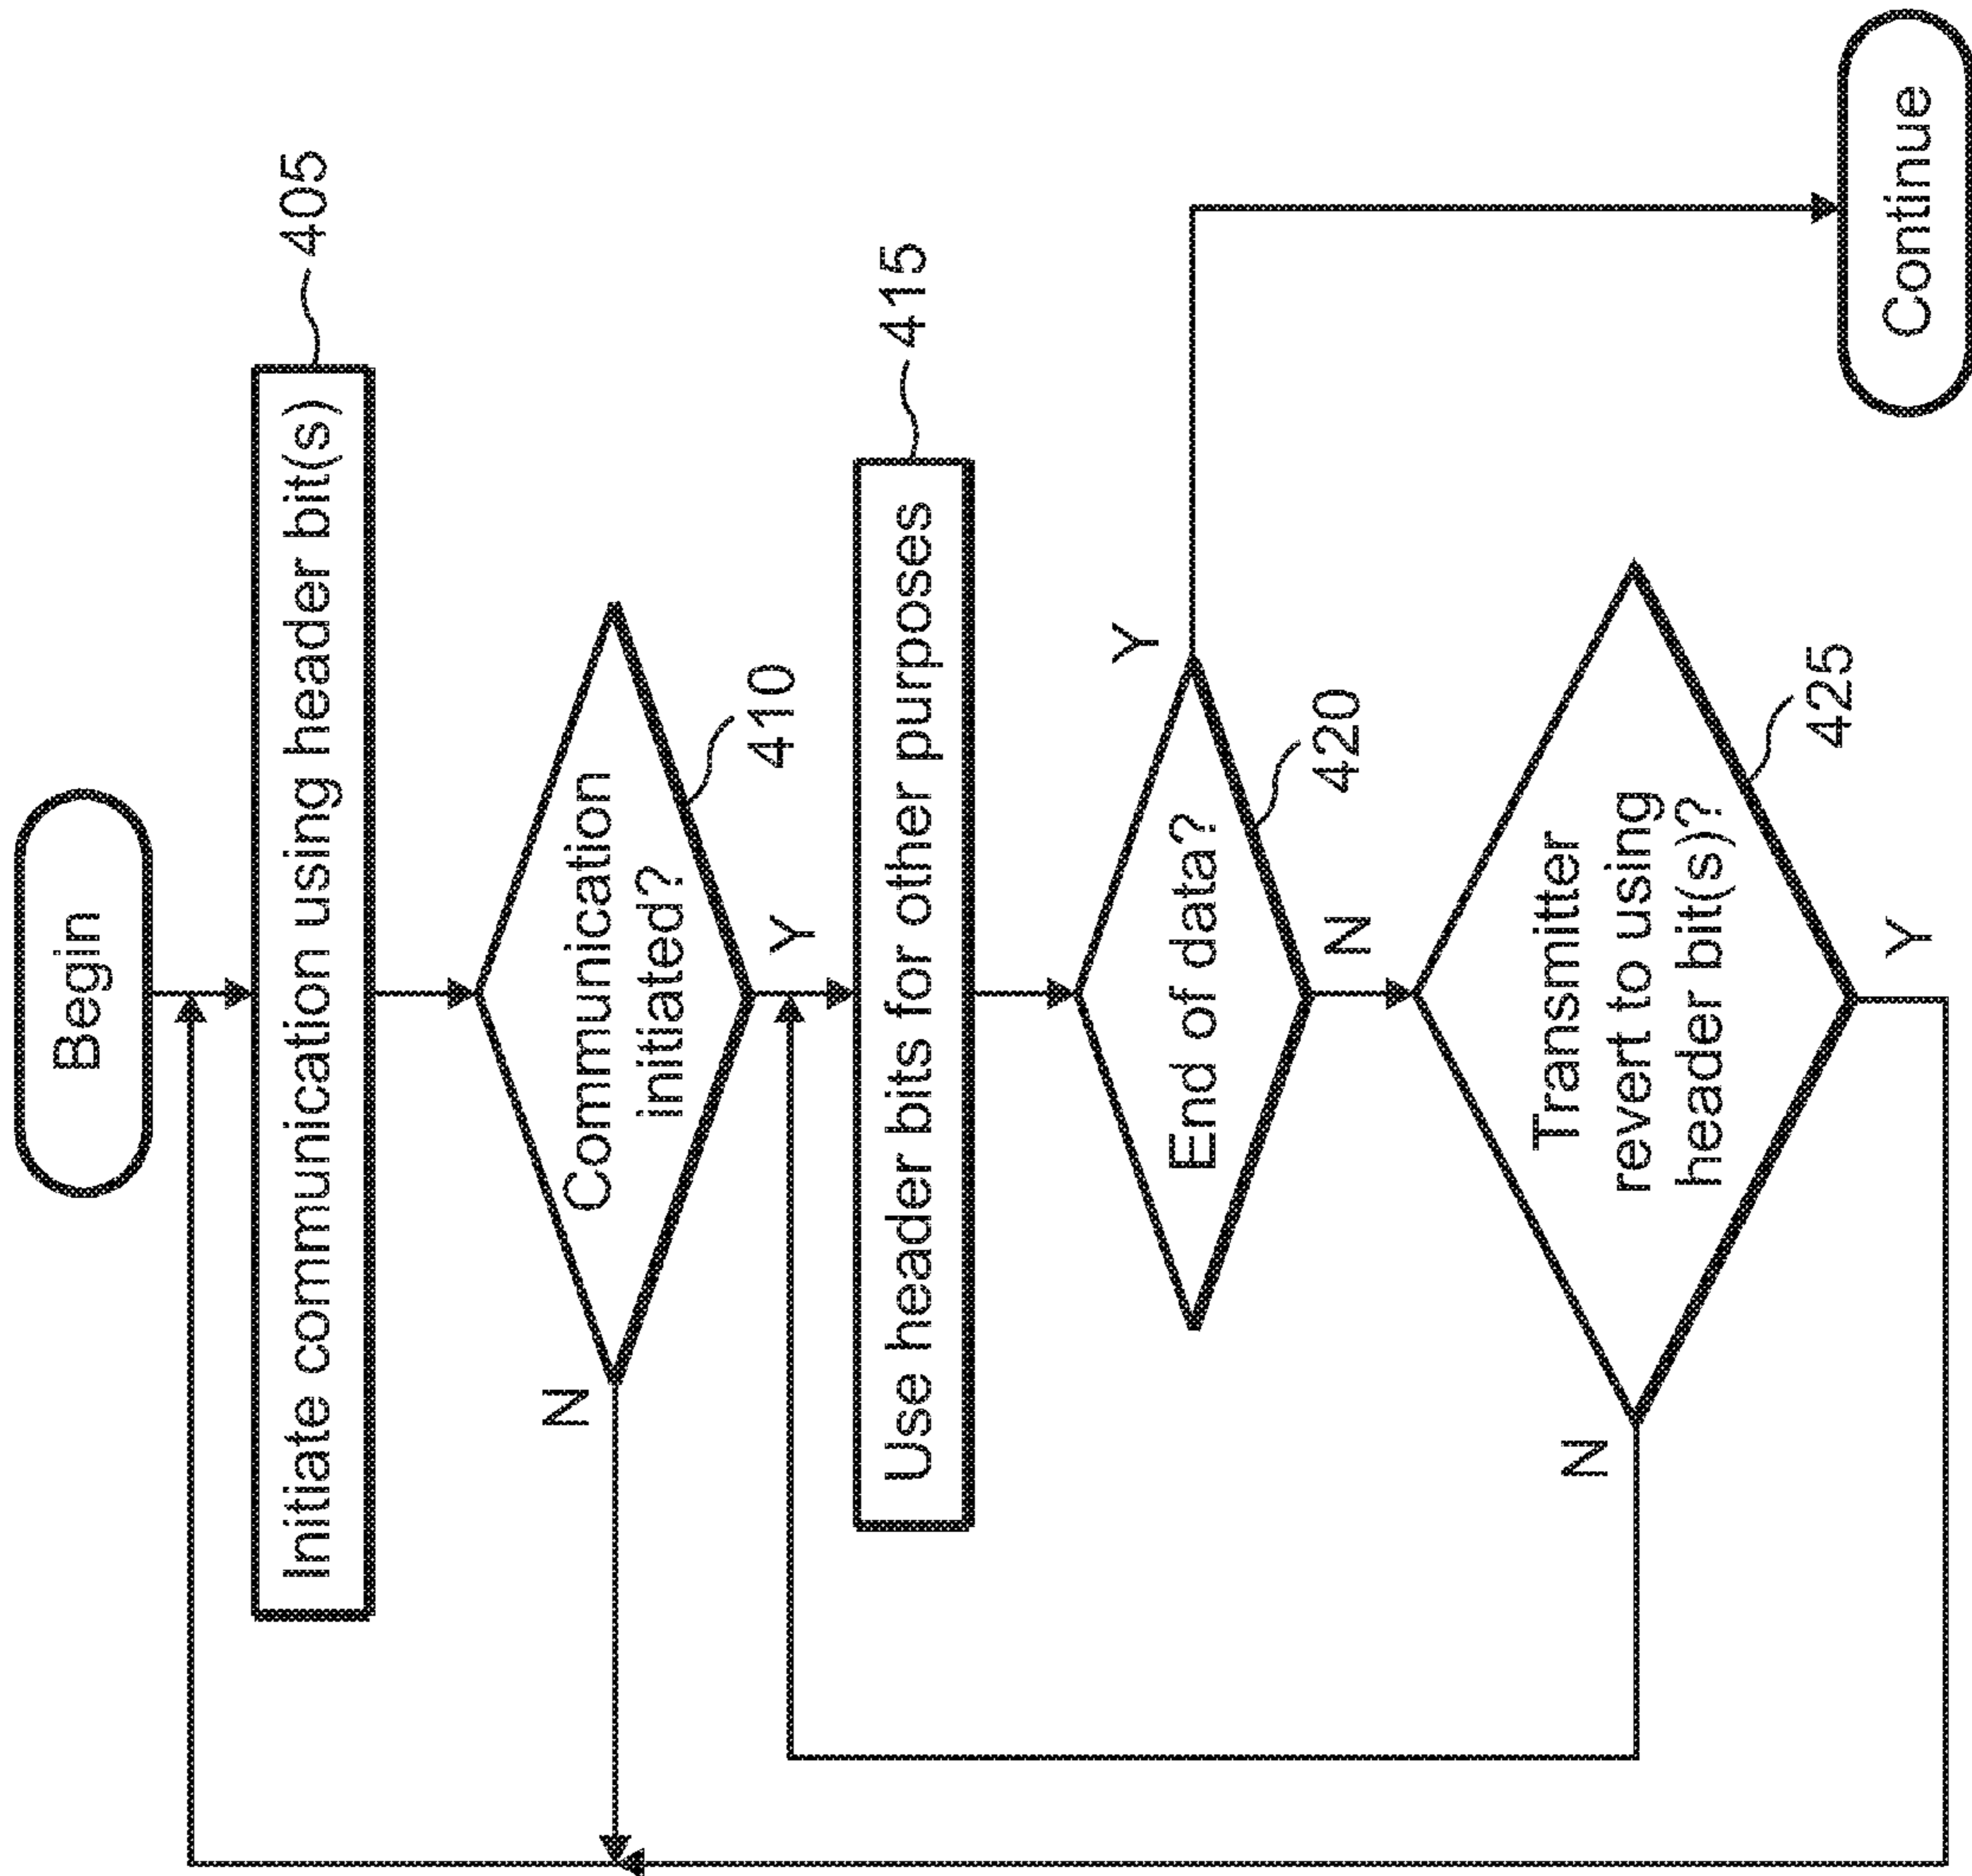 Begin
Initiate communication using header bit(s)
405
Communication
initiated?
410
N
Y
Use header bits for other purposes
415
End of data?
420
Y
N
Transmitter
revert to using
header bit(s)?
425
N
Y
Continue